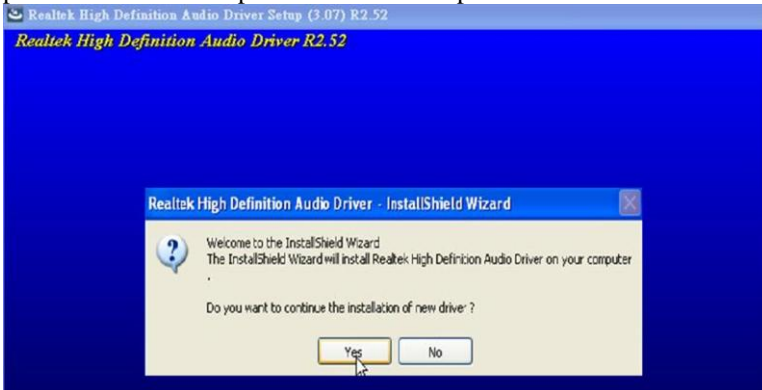 Realtek High Definition Audio Driver Setup (3.07) R2.52
Realtek High Definition Audio Driver R2.52
Realtek High Definition Audio Driver - InstallShield Wizard
Welcome to the InstallShield Wizard
The InstallShield Wizard will install Realtek High Definition Audio Driver on your computer
.
Do you want to continue the installation of new driver ?
Yes No